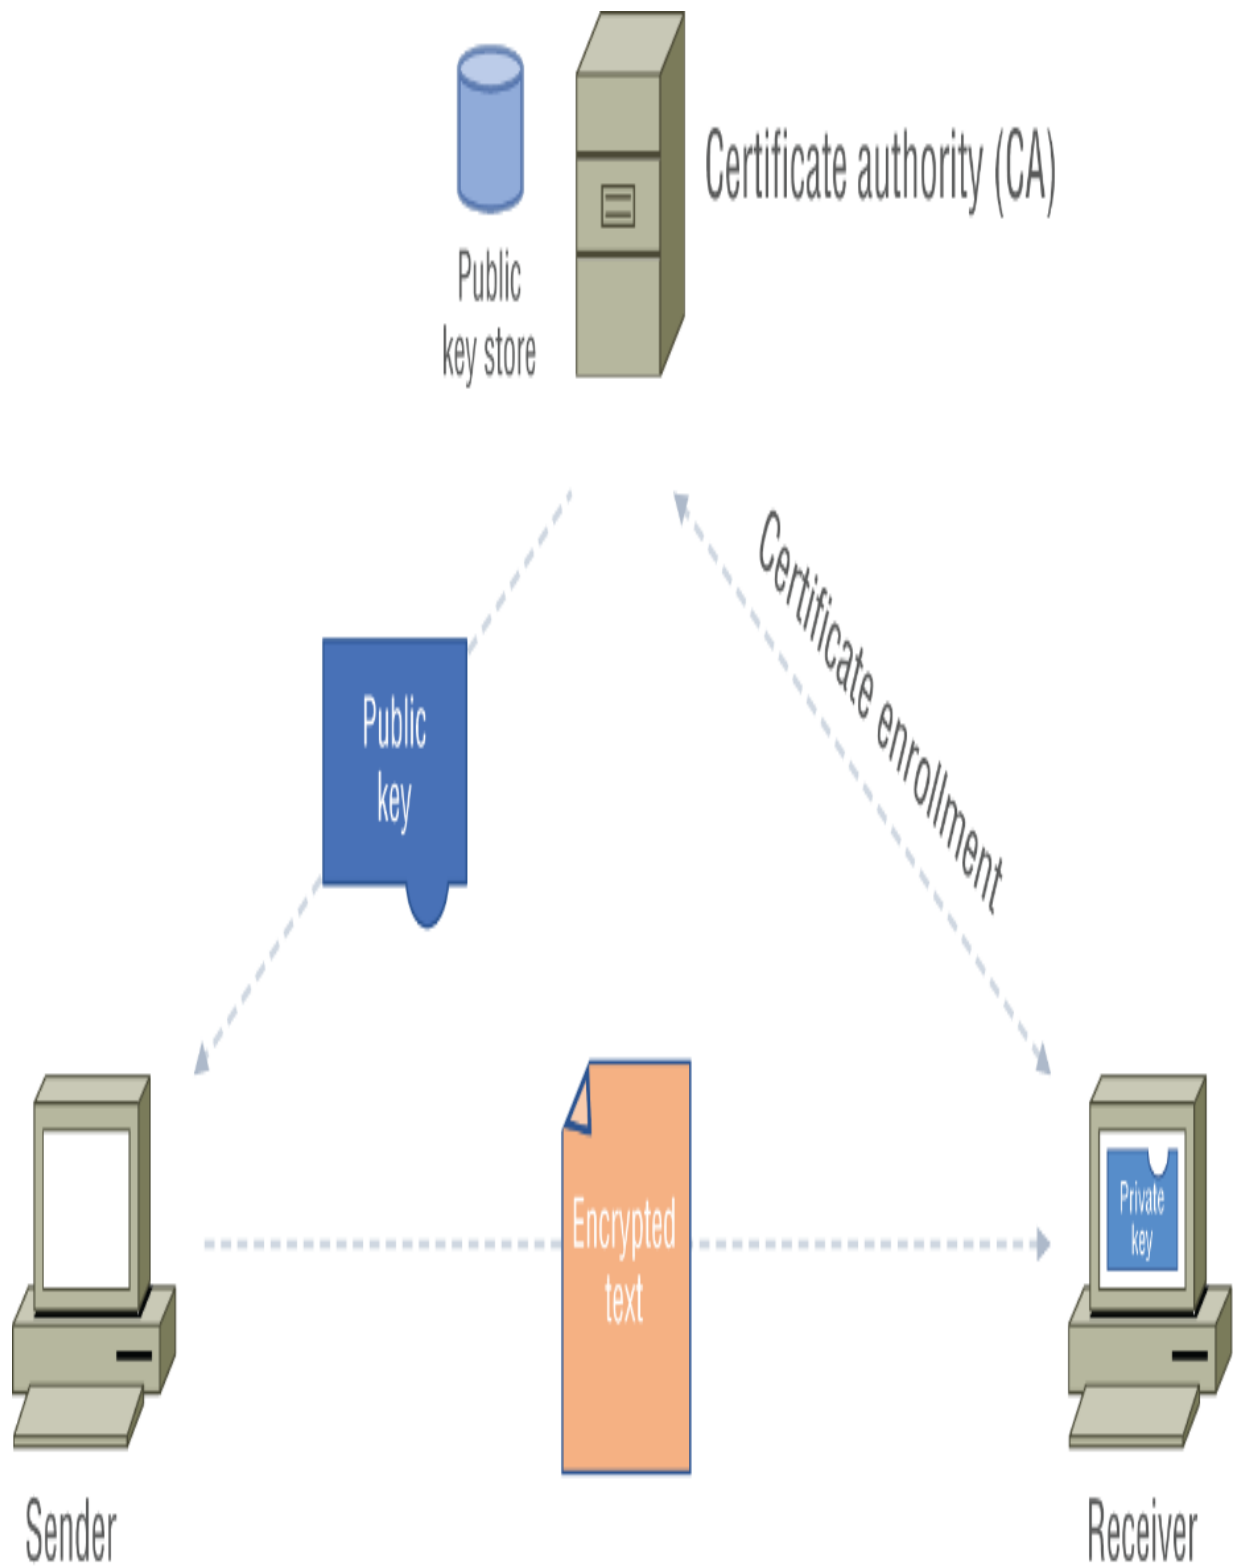 Certificate authority (CA)
Public
key store
Certificate enrollment
Public
key
Encrypted
text
Private
key
Sender
Receiver